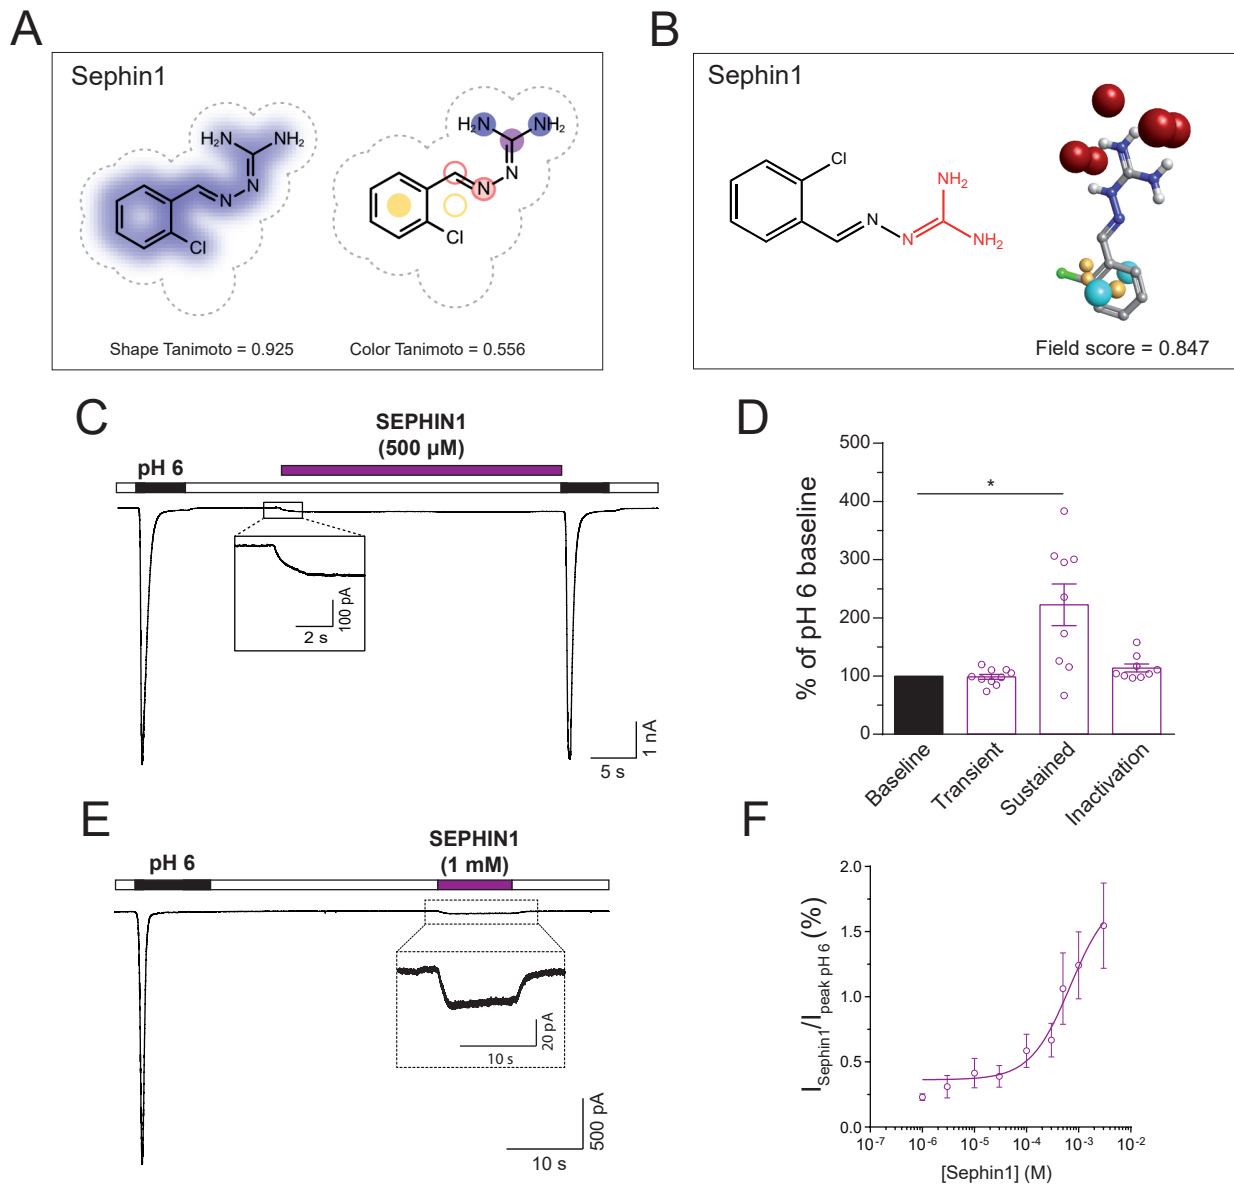 A
Sephin1
H₂N
NH₂
N
N
Cl
H₂N
NH₂
N
N
Cl
Shape Tanimoto = 0.925
Color Tanimoto = 0.556
B
Sephin1
Cl
NH₂
N
N
NH₂
Field score = 0.847
C
SEPHIN1
(500 µM)
pH 6
100 pA
2 s
1 nA
5 s
D
% of pH 6 baseline
500
400
300
200
100
0
*
Baseline
Transient
Sustained
Inactivation
E
SEPHIN1
(1 mM)
pH 6
20 pA
10 s
500 pA
10 s
F
I Sephin1/I peak pH 6 (%)
2.0
1.5
1.0
0.5
0.0
10⁻⁷ 10⁻⁶ 10⁻⁵ 10⁻⁴ 10⁻³ 10⁻²
[Sephin1] (M)